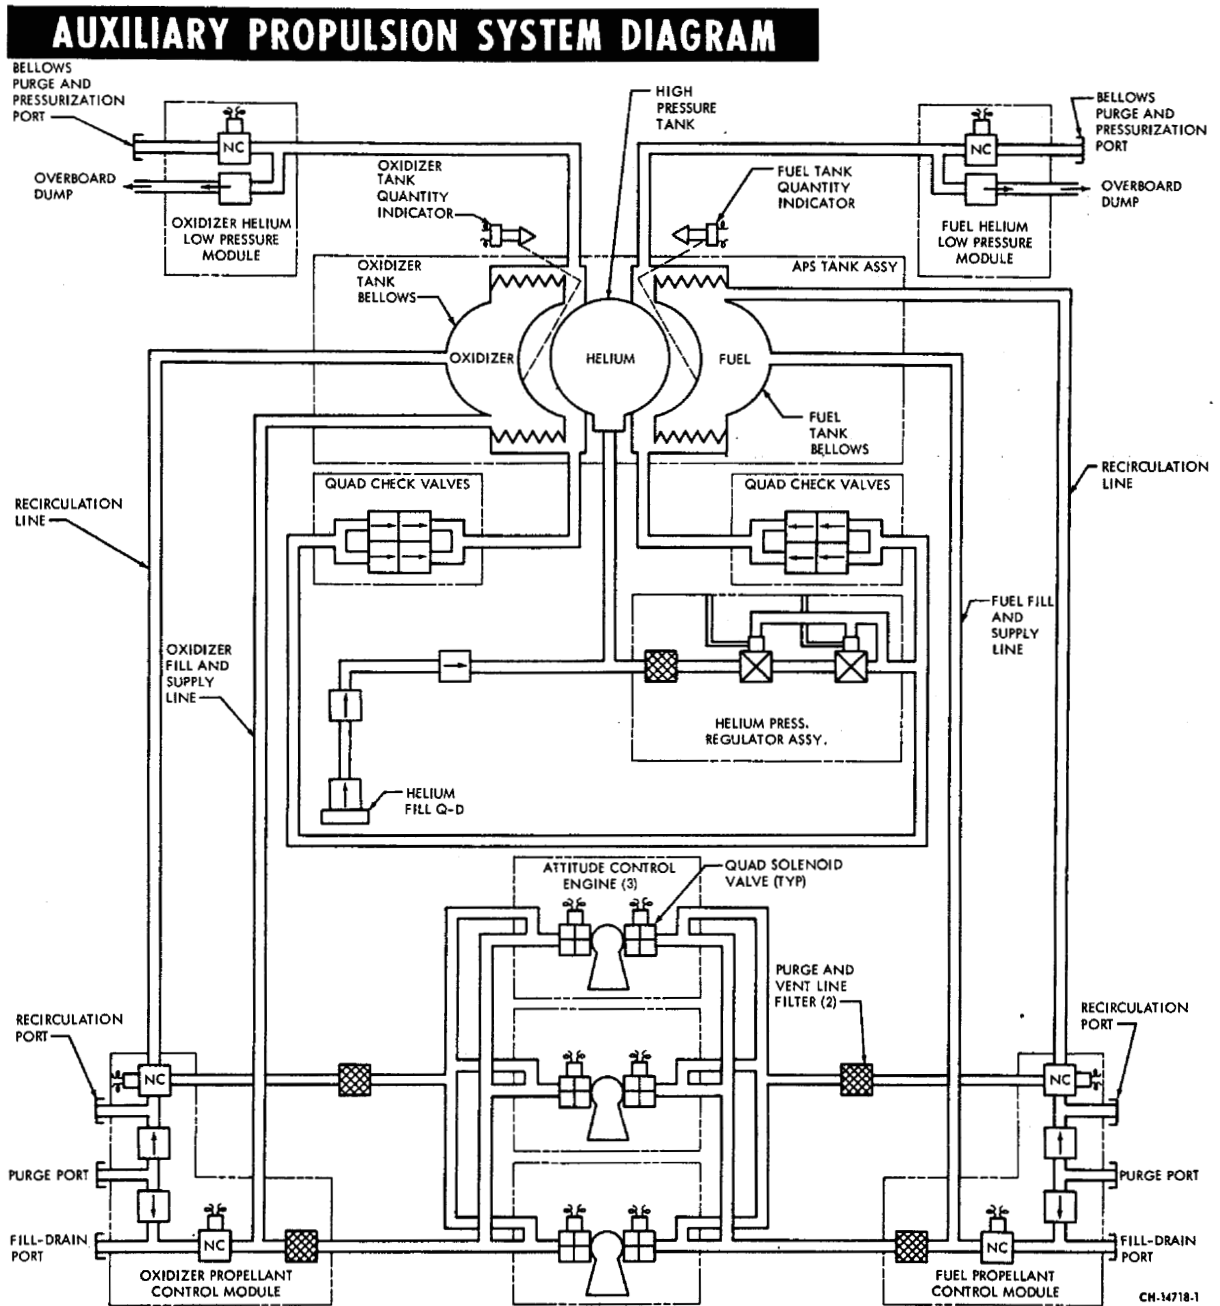 AUXILIARY PROPULSION SYSTEM DIAGRAM
BELLOWS
PURGE AND
PRESSURIZATION
PORT
NC
OVERBOARD
DUMP
OXIDIZER HELIUM
LOW PRESSURE
MODULE
OXIDIZER
TANK
QUANTITY
INDICATOR
HIGH
PRESSURE
TANK
FUEL TANK
QUANTITY
INDICATOR
NC
BELLOWS
PURGE AND
PRESSURIZATION
PORT
OVERBOARD
DUMP
FUEL HELIUM
LOW PRESSURE
MODULE
OXIDIZER
TANK
BELLOWS
APS TANK ASSY
OXIDIZER
HELIUM
FUEL
FUEL
TANK
BELLOWS
QUAD CHECK VALVES
QUAD CHECK VALVES
RECIRCULATION
LINE
RECIRCULATION
LINE
FUEL FILL
AND
SUPPLY
LINE
OXIDIZER
FILL AND
SUPPLY
LINE
HELIUM PRESS.
REGULATOR ASSY.
HELIUM
FILL Q-D
ATTITUDE CONTROL
ENGINE (3)
QUAD SOLENOID
VALVE (TYP)
PURGE AND
VENT LINE
FILTER (2)
RECIRCULATION
PORT
RECIRCULATION
PORT
NC
NC
PURGE PORT
PURGE PORT
FILL-DRAIN
PORT
NC
NC
FILL-DRAIN
PORT
OXIDIZER PROPELLANT
CONTROL MODULE
FUEL PROPELLANT
CONTROL MODULE
CH-14718-1